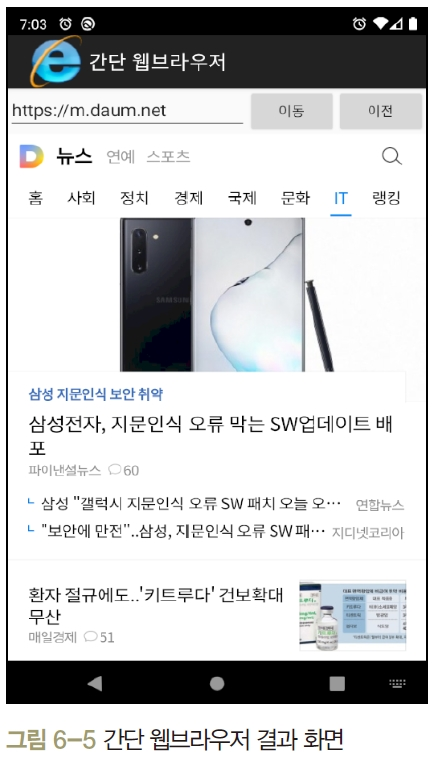 7:03
간단 웹브라우저
https://m.daum.net 이동 이전
뉴스 연예 스포츠
홈 사회 정치 경제 국제 문화 IT 랭킹
SAMSUNG
삼성 지문인식 보안 취약
삼성전자, 지문인식 오류 막는 SW업데이트 배
포
파이낸셜뉴스 60
삼성 "갤럭시 지문인식 오류 SW 패치 오늘 오··· 연합뉴스
"보안에 만전"..삼성, 지문인식 오류 SW 패··· 지디넷코리아
환자 절규에도..'키트루다' 건보확대
무산
매일경제 51
그림 6-5 간단 웹브라우저 결과 화면